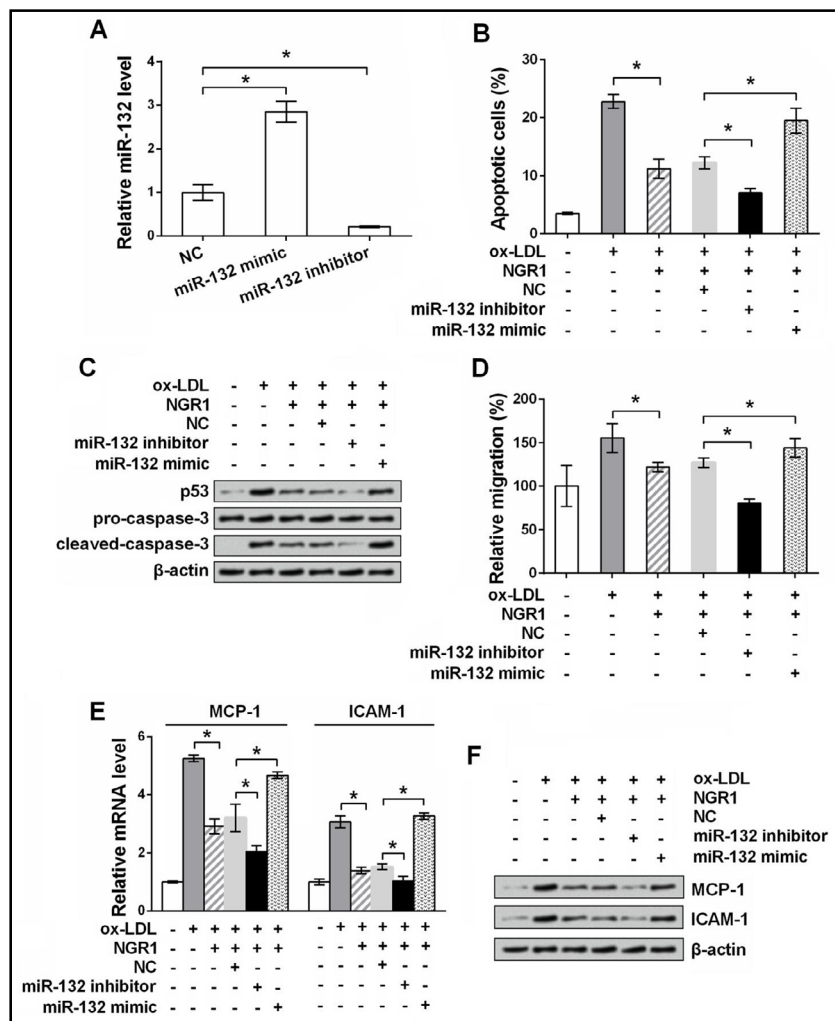 A
Relative miR-132 level
4
3
2
1
0
*
*
NC
miR-132 mimic
miR-132 inhibitor
B
Apoptotic cells (%)
30
20
10
0
*
*
*
ox-LDL - + + + + +
NGR1 - - + + + +
NC - - - + - -
miR-132 inhibitor - - - - + -
miR-132 mimic - - - - - +
C
ox-LDL - + + + + +
NGR1 - - + + + +
NC - - - + - -
miR-132 inhibitor - - - - + -
miR-132 mimic - - - - - +
p53
pro-caspase-3
cleaved-caspase-3
β-actin
D
Relative migration (%)
200
150
100
50
0
*
*
*
ox-LDL - + + + + +
NGR1 - - + + + +
NC - - - + - -
miR-132 inhibitor - - - - + -
miR-132 mimic - - - - - +
E
MCP-1 ICAM-1
Relative mRNA level
6
4
2
0
* * *
* * *
ox-LDL - + + + + + - + + + + +
NGR1 - - + + + + - - + + + +
NC - - - + - - - - - + - -
miR-132 inhibitor - - - - + - - - - - + -
miR-132 mimic - - - - - + - - - - - +
F
- + + + + + ox-LDL
- - + + + + NGR1
- - - + - - NC
- - - - + - miR-132 inhibitor
- - - - - + miR-132 mimic
MCP-1
ICAM-1
β-actin